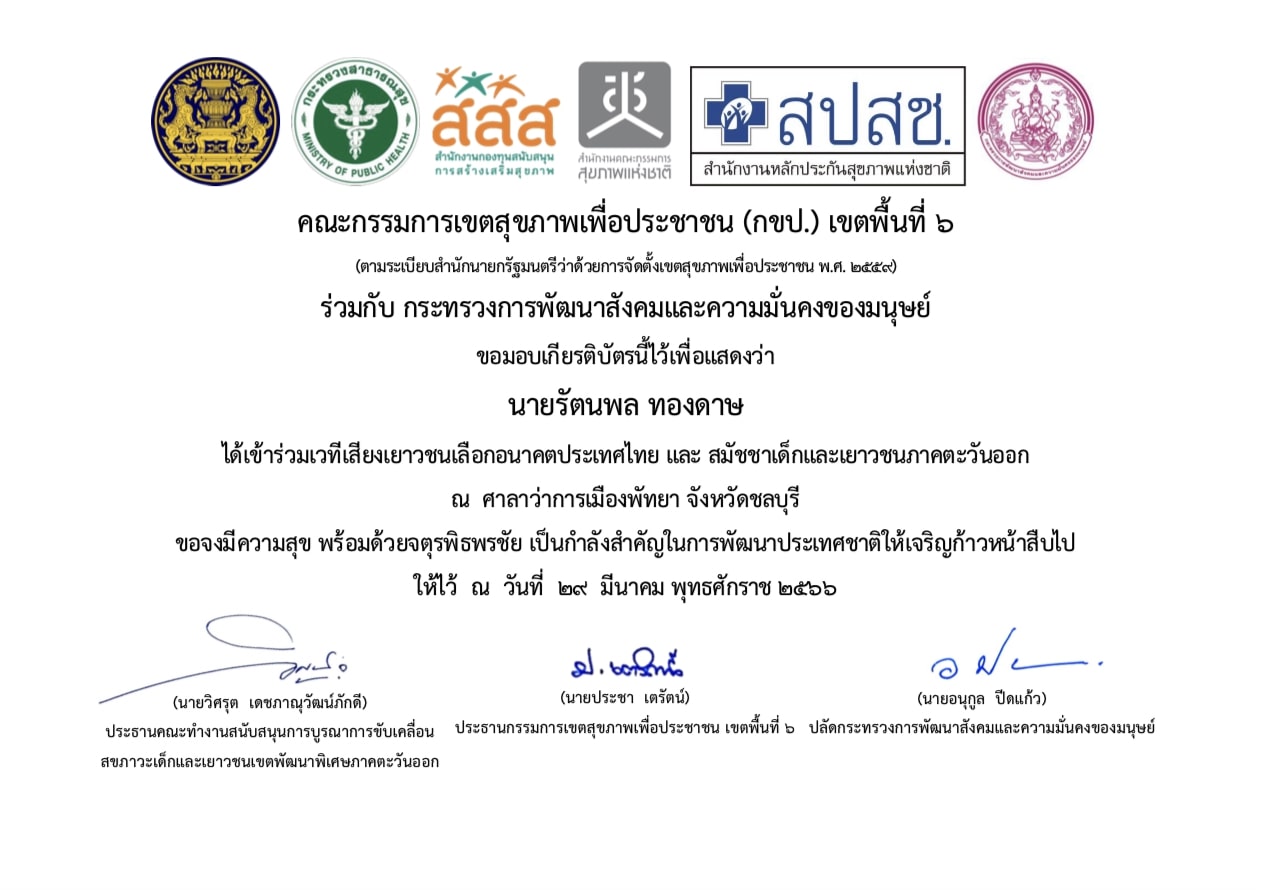 กระทรวงสาธารณสุข
MINISTRY OF PUBLIC HEALTH
สสส
สำนักงานกองทุนสนับสนุน
การสร้างเสริมสุขภาพ
สำนักงานคณะกรรมการ
สุขภาพแห่งชาติ
สปสช.
สำนักงานหลักประกันสุขภาพแห่งชาติ
คณะกรรมการเขตสุขภาพเพื่อประชาชน (กขป.) เขตพื้นที่ ๖
(ตามระเบียบสำนักนายกรัฐมนตรีว่าด้วยการจัดตั้งเขตสุขภาพเพื่อประชาชน พ.ศ. ๒๕๕๙)
ร่วมกับ กระทรวงการพัฒนาสังคมและความมั่นคงของมนุษย์
ขอมอบเกียรติบัตรนี้ไว้เพื่อแสดงว่า
นายรัตนพล ทองดาษ
ได้เข้าร่วมเวทีเสียงเยาวชนเลือกอนาคตประเทศไทย และ สมัชชาเด็กและเยาวชนภาคตะวันออก
ณ ศาลาว่าการเมืองพัทยา จังหวัดชลบุรี
ขอจงมีความสุข พร้อมด้วยจตุรพิธพรชัย เป็นกำลังสำคัญในการพัฒนาประเทศชาติให้เจริญก้าวหน้าสืบไป
ให้ไว้ ณ วันที่ ๒๙ มีนาคม พุทธศักราช ๒๕๖๖
(นายวิศรุต เดชภาณุวัฒน์ภักดี)
ประธานคณะทำงานสนับสนุนการบูรณาการขับเคลื่อน
สขภาวะเด็กและเยาวชนเขตพัฒนาพิเศษภาคตะวันออก
(นายประชา เตรัตน์)
ประธานกรรมการเขตสุขภาพเพื่อประชาชน เขตพื้นที่ ๖
(นายอนุกูล ปีดแก้ว)
ปลัดกระทรวงการพัฒนาสังคมและความมั่นคงของมนุษย์